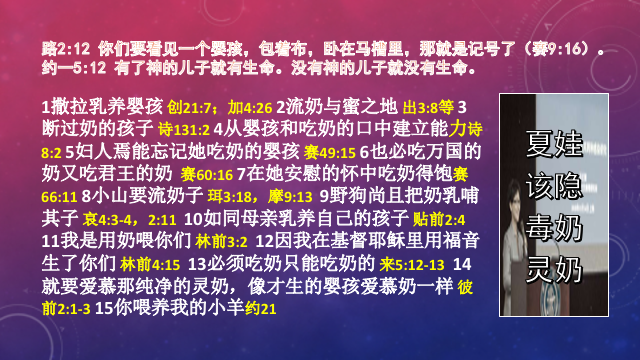 路2:12 你们要看见一个婴孩，包着布，卧在马槽里，那就是记号了（赛9:16）。
约一5:12 有了神的儿子就有生命。没有神的儿子就没有生命。
1撒拉乳养婴孩 创21:7；加4:26 2流奶与蜜之地 出3:8等 3
断过奶的孩子 诗131:2 4从婴孩和吃奶的口中建立能力诗
8:2 5妇人焉能忘记她吃奶的婴孩 赛49:15 6也必吃万国的
奶又吃君王的奶 赛60:16 7在她安慰的怀中吃奶得饱赛
66:11 8小山要流奶子 珥3:18，摩9:13 9野狗尚且把奶乳哺
其子 哀4:3-4，2:11 10如同母亲乳养自己的孩子 贴前2:4
11我是用奶喂你们 林前3:2 12因我在基督耶稣里用福音
生了你们 林前4:15 13必须吃奶只能吃奶的 来5:12-13 14
就要爱慕那纯净的灵奶，像才生的婴孩爱慕奶一样 彼
前2:1-3 15你喂养我的小羊约21
夏娃
该隐
毒奶
灵奶